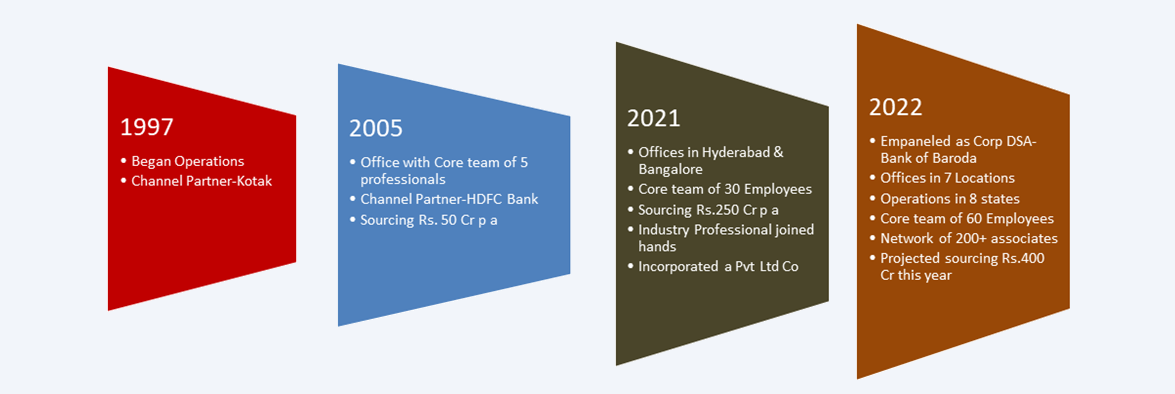 1997
• Began Operations
• Channel Partner-Kotak
2005
• Office with Core team of 5
professionals
• Channel Partner-HDFC Bank
• Sourcing Rs. 50 Cr p a
2021
• Offices in Hyderabad &
Bangalore
• Core team of 30 Employees
• Sourcing Rs.250 Cr p a
• Industry Professional joined
hands
• Incorporated a Pvt Ltd Co
2022
• Empaneled as Corp DSA-
Bank of Baroda
• Offices in 7 Locations
• Operations in 8 states
• Core team of 60 Employees
• Network of 200+ associates
• Projected sourcing Rs.400
Cr this year